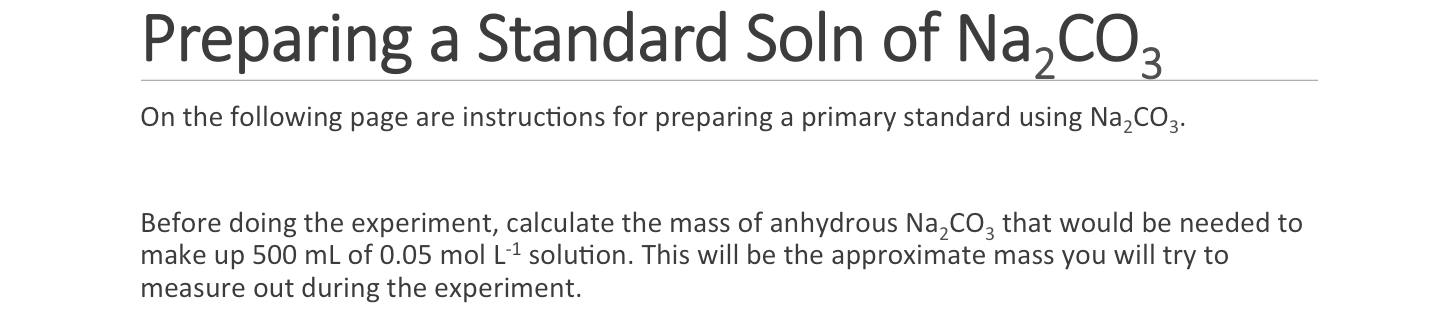 Preparing a Standard Soln of Na₂CO₃
On the following page are instructions for preparing a primary standard using Na₂CO₃.
Before doing the experiment, calculate the mass of anhydrous Na₂CO₃ that would be needed to
make up 500 mL of 0.05 mol L⁻¹ solution. This will be the approximate mass you will try to
measure out during the experiment.